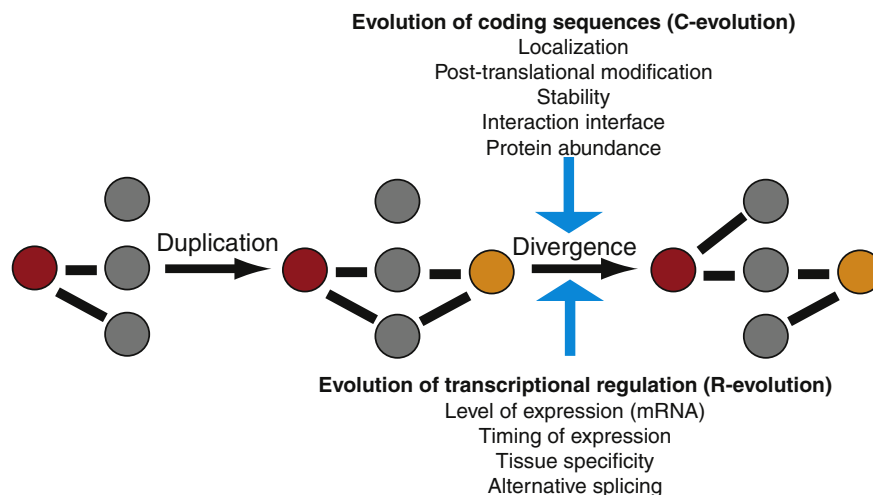 Evolution of coding sequences (C-evolution)
Localization
Post-translational modification
Stability
Interaction interface
Protein abundance
Duplication
Divergence
Evolution of transcriptional regulation (R-evolution)
Level of expression (mRNA)
Timing of expression
Tissue specificity
Alternative splicing